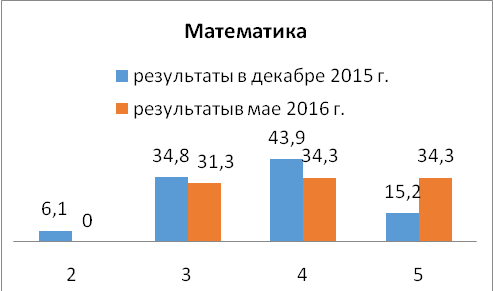 Математика
результаты в декабре 2015 г.
результатыв мае 2016 г.
43,9
34,8 31,3 34,3 34,3
15,2
6,1 0
2 3 4 5